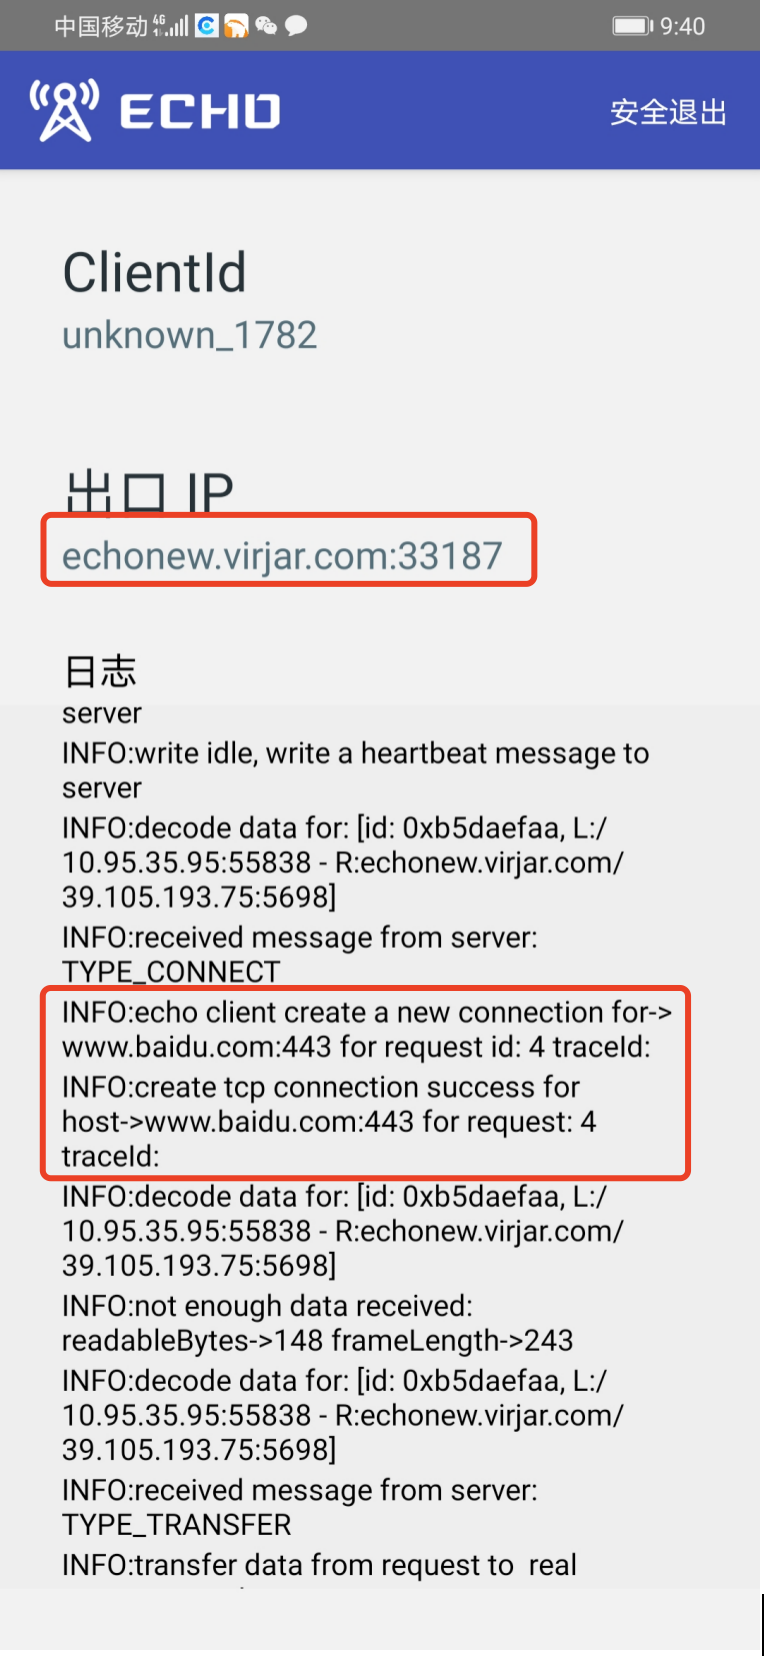 中国移动 4G 9:40
ECHO 安全退出
ClientId
unknown_1782
出口 IP
echonew.virjar.com:33187
日志
server
INFO:write idle, write a heartbeat message to
server
INFO:decode data for: [id: 0xb5daefaa, L:/
10.95.35.95:55838 - R:echonew.virjar.com/
39.105.193.75:5698]
INFO:received message from server:
TYPE_CONNECT
INFO:echo client create a new connection for->
www.baidu.com:443 for request id: 4 traceId:
INFO:create tcp connection success for
host->www.baidu.com:443 for request: 4
traceId:
INFO:decode data for: [id: 0xb5daefaa, L:/
10.95.35.95:55838 - R:echonew.virjar.com/
39.105.193.75:5698]
INFO:not enough data received:
readableBytes->148 frameLength->243
INFO:decode data for: [id: 0xb5daefaa, L:/
10.95.35.95:55838 - R:echonew.virjar.com/
39.105.193.75:5698]
INFO:received message from server:
TYPE_TRANSFER
INFO:transfer data from request to  real